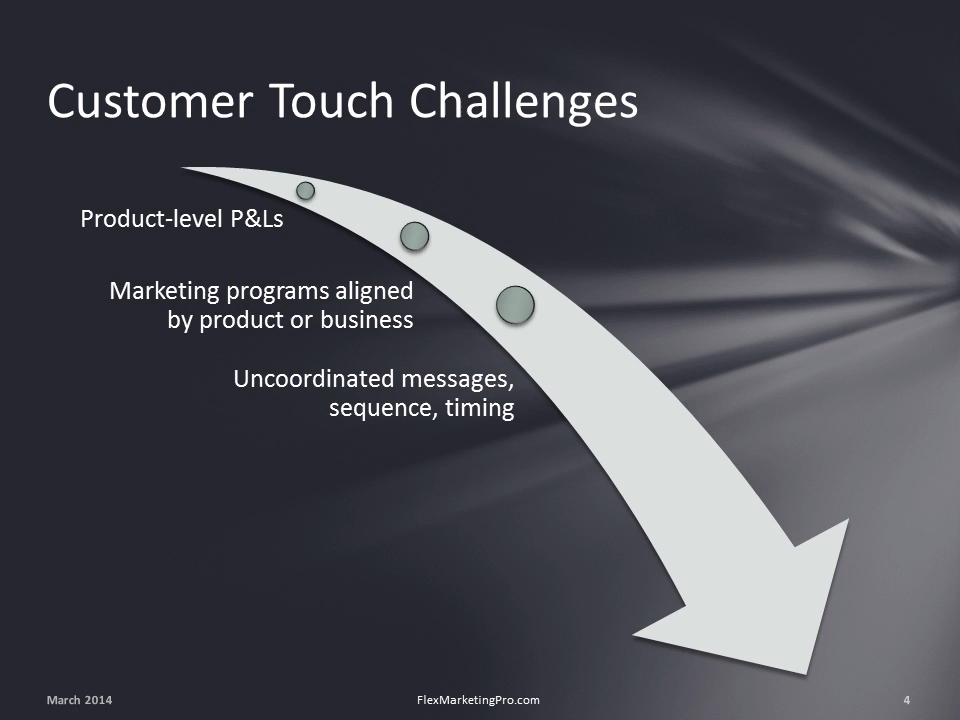 Customer Touch Challenges
Product-level P&Ls
Marketing programs aligned
by product or business
Uncoordinated messages,
sequence, timing
March 2014
FlexMarketingPro.com
4